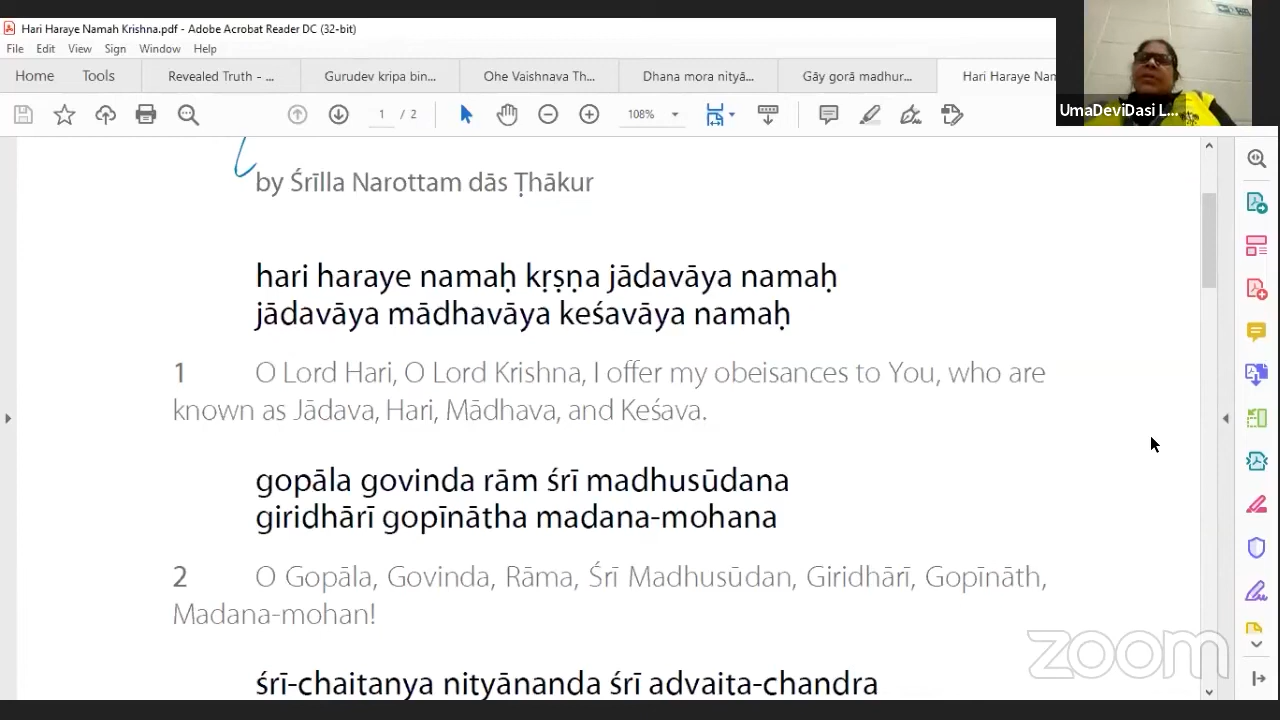 Hari Haraye Namah Krishna.pdf - Adobe Acrobat Reader DC (32-bit)
File Edit View Sign Window Help
Home Tools Revealed Truth - ... Gurudev kripa bin... Ohe Vaishnava Th... Dhana mora nityā... Gāy gorā madhur... Hari Haraye Nam
UmaDeviDasi L...
1 / 2 108%
by Śrīlla Narottam dās Ṭhākur
hari haraye namaḥ kṛṣṇa jādavāya namaḥ
jādavāya mādhavāya keśavāya namaḥ
1 O Lord Hari, O Lord Krishna, I offer my obeisances to You, who are
known as Jādava, Hari, Mādhava, and Keśava.
gopāla govinda rām śrī madhusūdana
giridhārī gopīnātha madana-mohana
2 O Gopāla, Govinda, Rāma, Śrī Madhusūdan, Giridhārī, Gopīnāth,
Madana-mohan!
zoom
śrī-chaitanya nityānanda śrī advaita-chandra